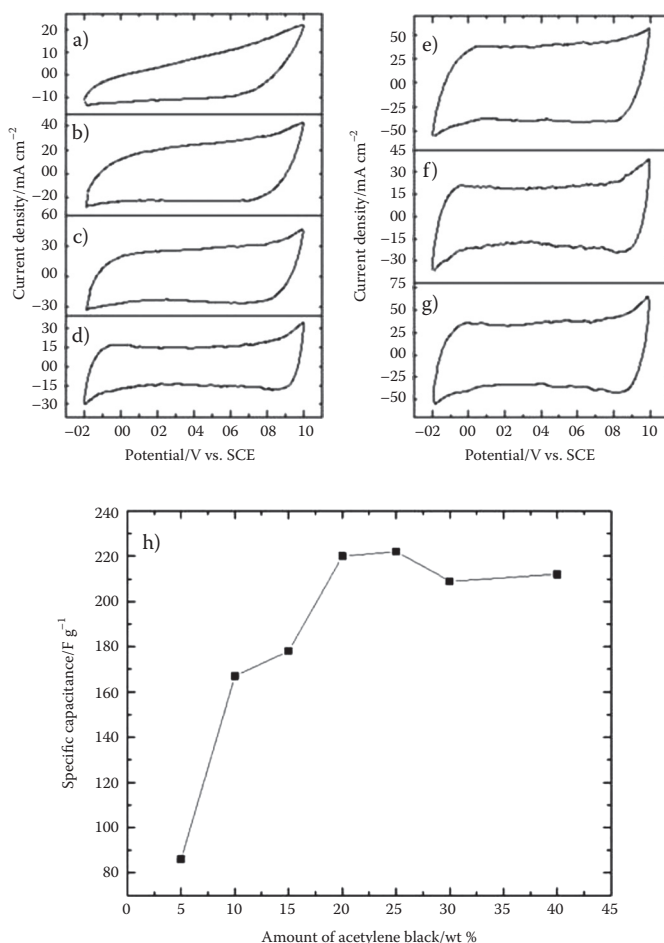 a)
20
10
00
−10
b)
40
20
00
−20
60
c)
30
00
−30
d)
30
15
00
−15
−30
Current density/mA cm−2
−02 00 02 04 06 08 10
Potential/V vs. SCE
e)
50
25
00
−25
−50
45
f)
30
15
00
−15
−30
75
g)
50
25
00
−25
−50
Current density/mA cm−2
−02 00 02 04 06 08 10
Potential/V vs. SCE
h)
240
220
200
180
160
140
120
100
80
Specific capacitance/F g−1
0 5 10 15 20 25 30 35 40 45
Amount of acetylene black/wt %